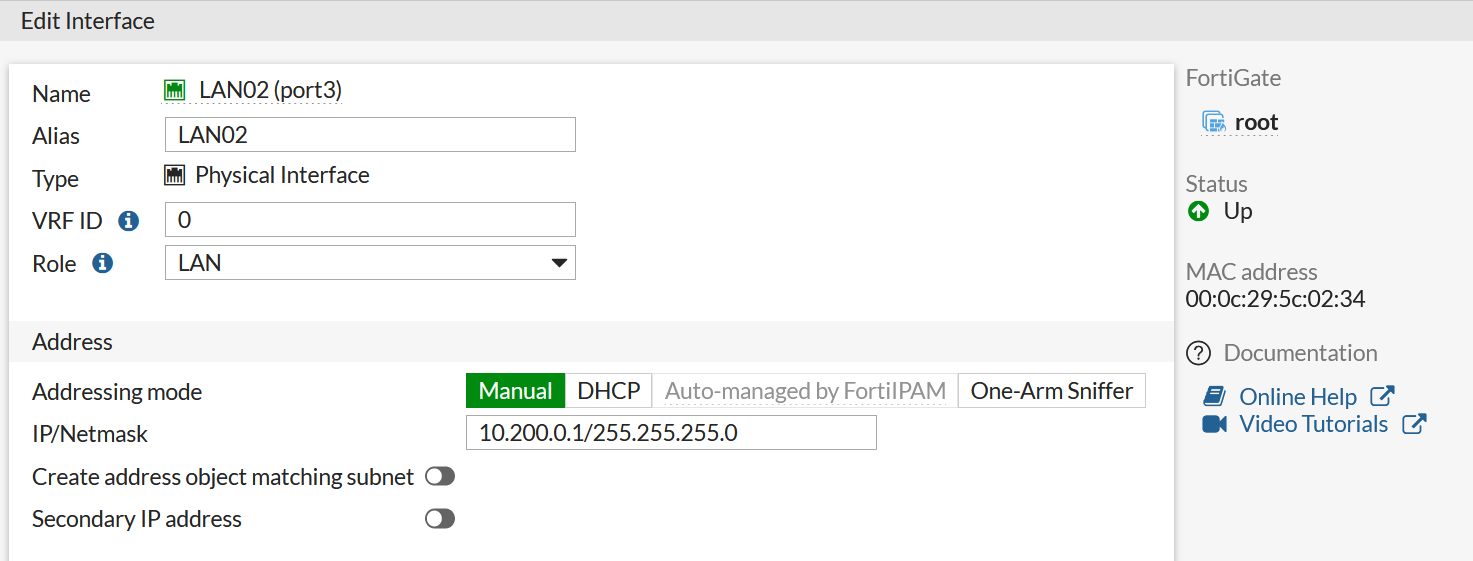 Edit Interface
Name LAN02 (port3)
Alias LAN02
Type Physical Interface
VRF ID 0
Role LAN
Address
Addressing mode Manual DHCP Auto-managed by FortiIPAM One-Arm Sniffer
IP/Netmask 10.200.0.1/255.255.255.0
Create address object matching subnet
Secondary IP address
FortiGate
root
Status
Up
MAC address
00:0c:29:5c:02:34
Documentation
Online Help
Video Tutorials